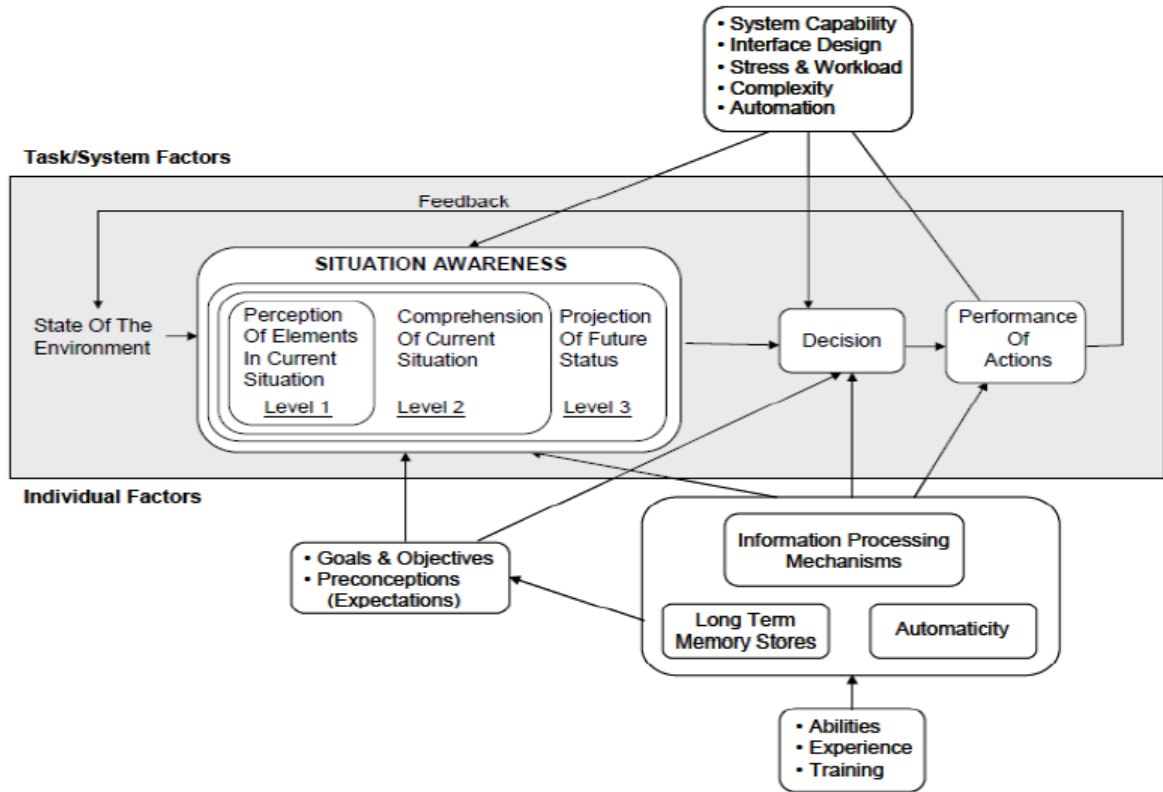 • System Capability
• Interface Design
• Stress & Workload
• Complexity
• Automation
Task/System Factors
Feedback
SITUATION AWARENESS
State Of The
Environment
Perception
Of Elements
In Current
Situation
Level 1
Comprehension
Of Current
Situation
Level 2
Projection
Of Future
Status
Level 3
Decision
Performance
Of
Actions
Individual Factors
• Goals & Objectives
• Preconceptions
(Expectations)
Information Processing
Mechanisms
Long Term
Memory Stores
Automaticity
• Abilities
• Experience
• Training